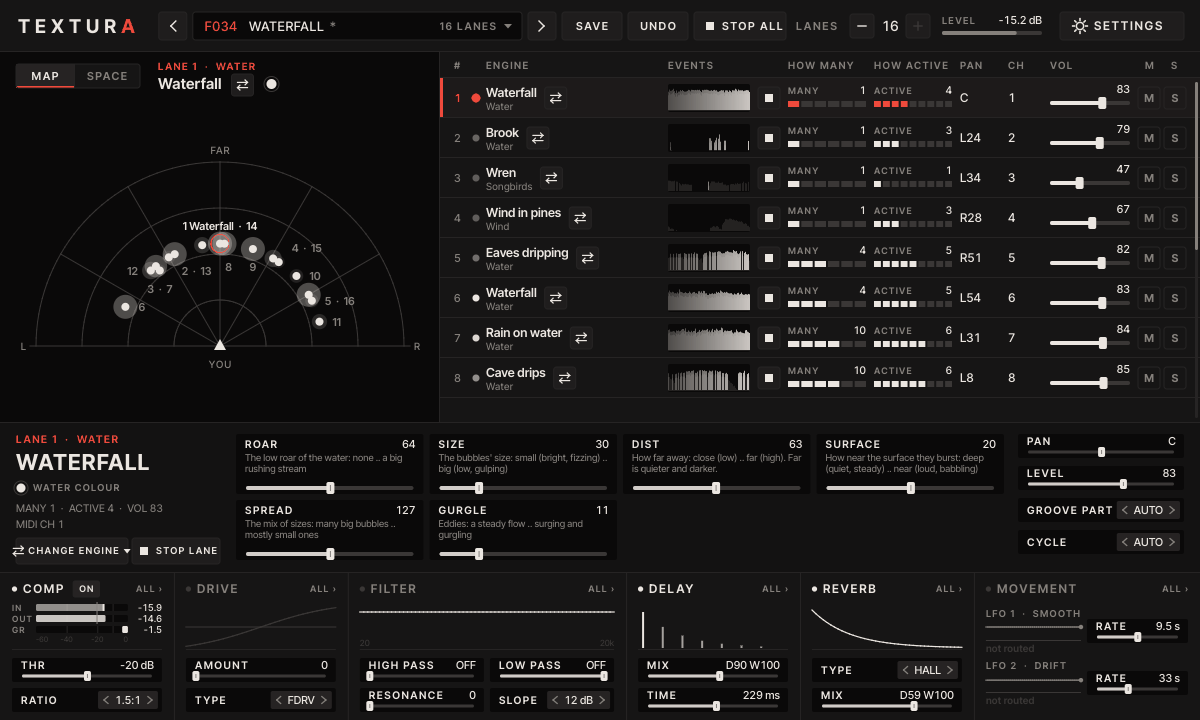 TEXTURA
F034 WATERFALL * 16 LANES
SAVE UNDO STOP ALL LANES 16 LEVEL -15.2 dB SETTINGS
MAP SPACE
LANE 1 · WATER
Waterfall
FAR
1 Waterfall · 14
4 · 15
12
2 · 13
8
9
10
3 · 7
6
5 · 16
11
L
R
YOU
# ENGINE EVENTS HOW MANY HOW ACTIVE PAN CH VOL M S
1 Waterfall Water MANY 1 ACTIVE 4 C 1 83 M S
2 Brook Water MANY 1 ACTIVE 3 L24 2 79 M S
3 Wren Songbirds MANY 1 ACTIVE 1 L34 3 47 M S
4 Wind in pines Wind MANY 1 ACTIVE 3 R28 4 67 M S
5 Eaves dripping Water MANY 4 ACTIVE 5 R51 5 82 M S
6 Waterfall Water MANY 4 ACTIVE 5 L54 6 83 M S
7 Rain on water Water MANY 10 ACTIVE 6 L31 7 84 M S
8 Cave drips Water MANY 10 ACTIVE 6 L8 8 85 M S
LANE 1 · WATER
WATERFALL
WATER COLOUR
MANY 1 · ACTIVE 4 · VOL 83
MIDI CH 1
CHANGE ENGINE STOP LANE
ROAR 64
The low roar of the water: none .. a big
rushing stream
SIZE 30
The bubbles' size: small (bright, fizzing) ..
big (low, gulping)
DIST 63
How far away: close (low) .. far (high). Far
is quieter and darker.
SURFACE 20
How near the surface they burst: deep
(quiet, steady) .. near (loud, babbling)
SPREAD 127
The mix of sizes: many big bubbles ..
mostly small ones
GURGLE 11
Eddies: a steady flow .. surging and
gurgling
PAN C
LEVEL 83
GROOVE PART AUTO
CYCLE AUTO
COMP ON ALL ›
IN -15.9
OUT -14.6
GR -1.5
-60 -40 -20 0
THR -20 dB
RATIO 1.5:1
DRIVE ALL ›
AMOUNT 0
TYPE FDRV
FILTER ALL ›
20 20k
HIGH PASS OFF
LOW PASS OFF
RESONANCE 0
SLOPE 12 dB
DELAY ALL ›
MIX D90 W100
TIME 229 ms
REVERB ALL ›
TYPE HALL
MIX D59 W100
MOVEMENT ALL ›
LFO 1 · SMOOTH
not routed
RATE 9.5 s
LFO 2 · DRIFT
not routed
RATE 33 s